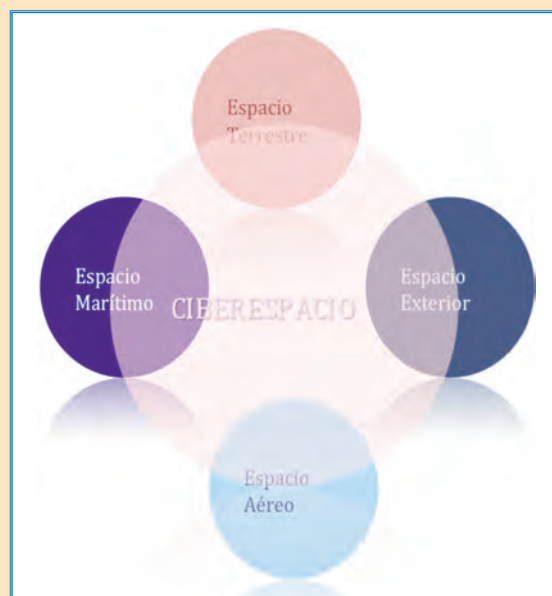 Espacio
Terrestre
Espacio
Marítimo
CIBERESPACIO
Espacio
Exterior
Espacio
Aéreo